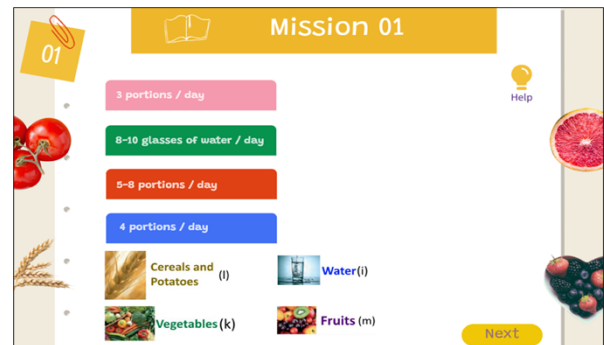 01
Mission 01
Help
3 portions / day
8-10 glasses of water / day
5-8 portions / day
4 portions / day
Cereals and
Potatoes (l)
Water(i)
Vegetables(k)
Fruits (m)
Next